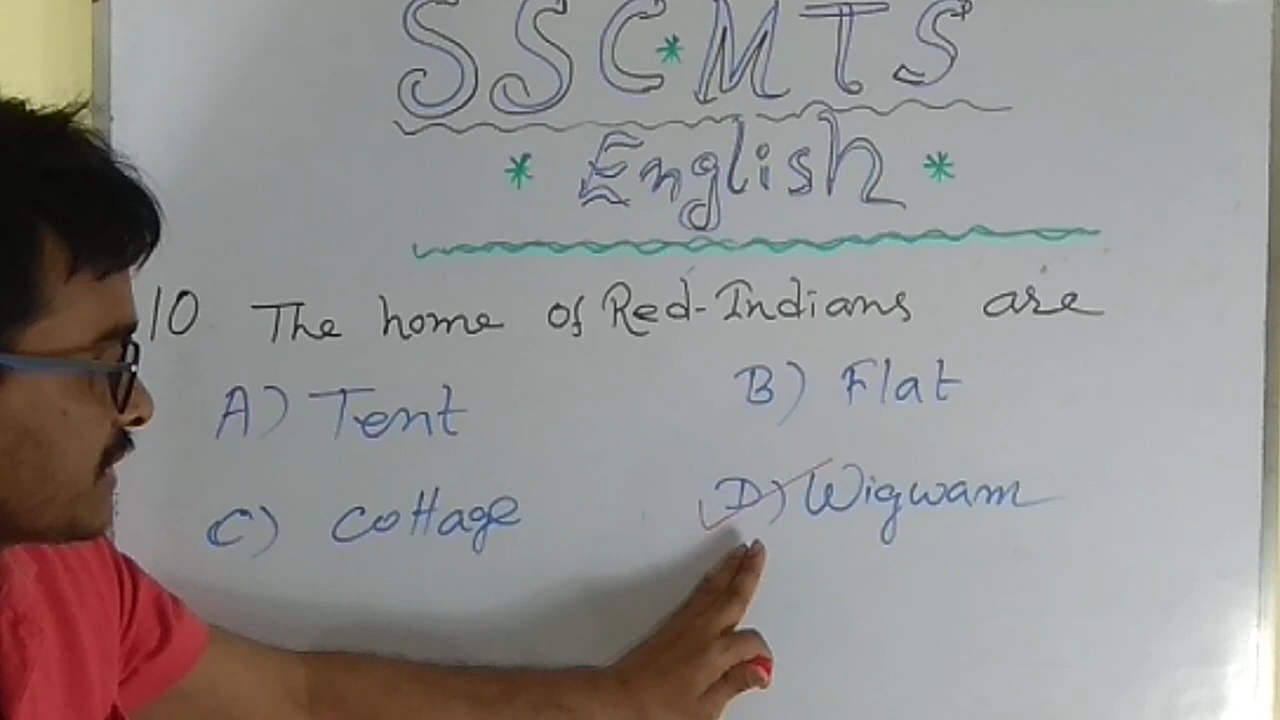 SSC*MTS
* English *
10 The home of Red-Indians are
A) Tent B) Flat
C) Cottage D) Wigwam